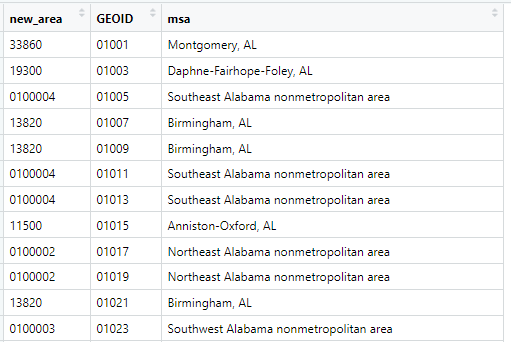 new_area GEOID msa
33860 01001 Montgomery, AL
19300 01003 Daphne-Fairhope-Foley, AL
0100004 01005 Southeast Alabama nonmetropolitan area
13820 01007 Birmingham, AL
13820 01009 Birmingham, AL
0100004 01011 Southeast Alabama nonmetropolitan area
0100004 01013 Southeast Alabama nonmetropolitan area
11500 01015 Anniston-Oxford, AL
0100002 01017 Northeast Alabama nonmetropolitan area
0100002 01019 Northeast Alabama nonmetropolitan area
13820 01021 Birmingham, AL
0100003 01023 Southwest Alabama nonmetropolitan area